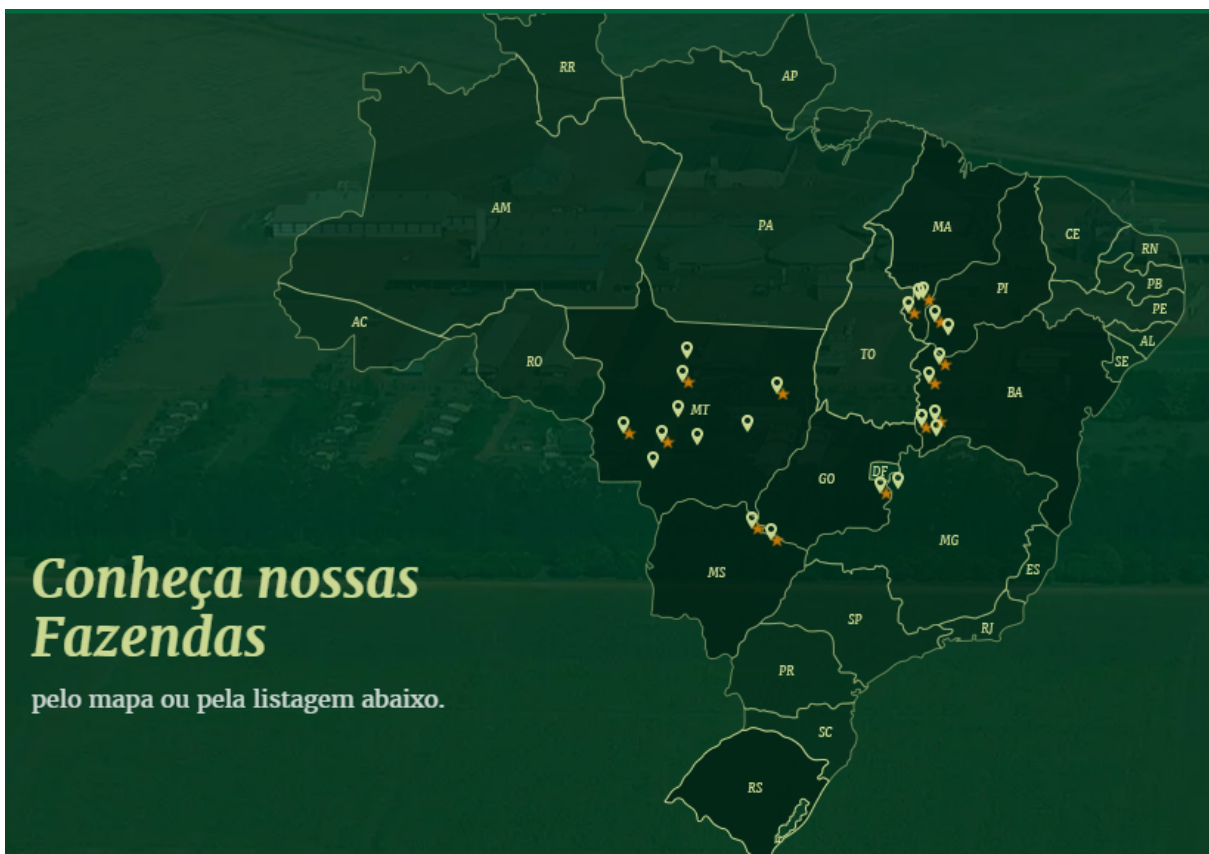 RR
AP
AM
PA
MA
CE
RN
PB
PE
PI
AC
AL
RO
TO
SE
MT
BA
GO
DF
MG
MS
ES
Conheça nossas
Fazendas
SP
RJ
PR
pelo mapa ou pela listagem abaixo.
SC
RS